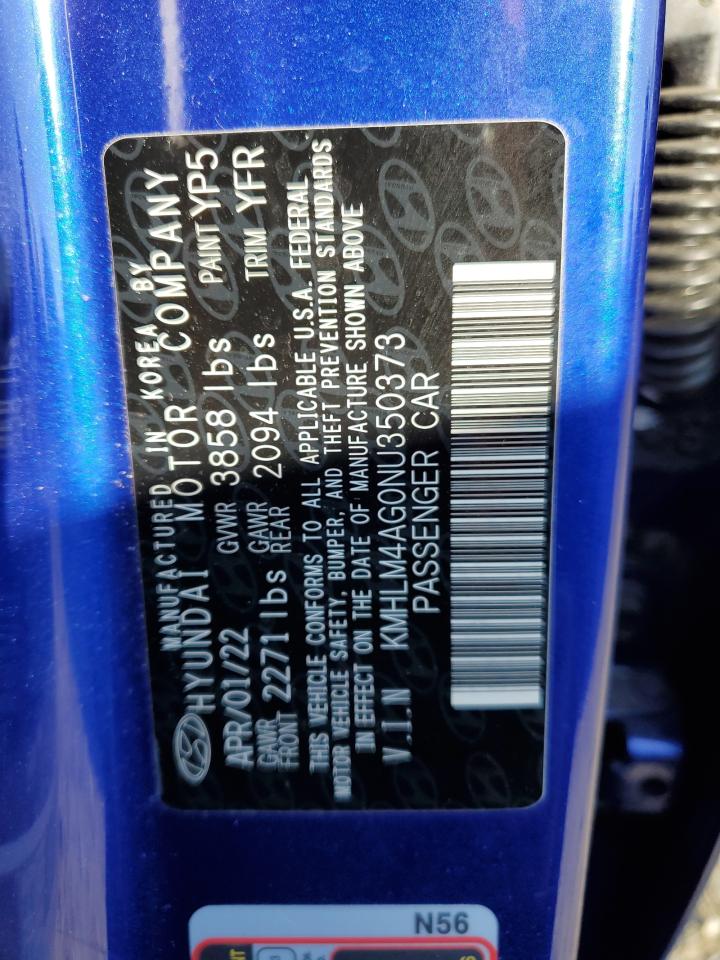 MANUFACTURED IN KOREA BY
HYUNDAI MOTOR COMPANY
APR/01/22 GVWR 3858 lbs PAINT YP5
GAWR FRONT 2271 lbs GAWR REAR 2094 lbs TRIM YFR
THIS VEHICLE CONFORMS TO ALL APPLICABLE U.S.A. FEDERAL
MOTOR VEHICLE SAFETY, BUMPER, AND THEFT PREVENTION STANDARDS
IN EFFECT ON THE DATE OF MANUFACTURE SHOWN ABOVE
V.I.N KMHLM4AG0NU350373
PASSENGER CAR
N56